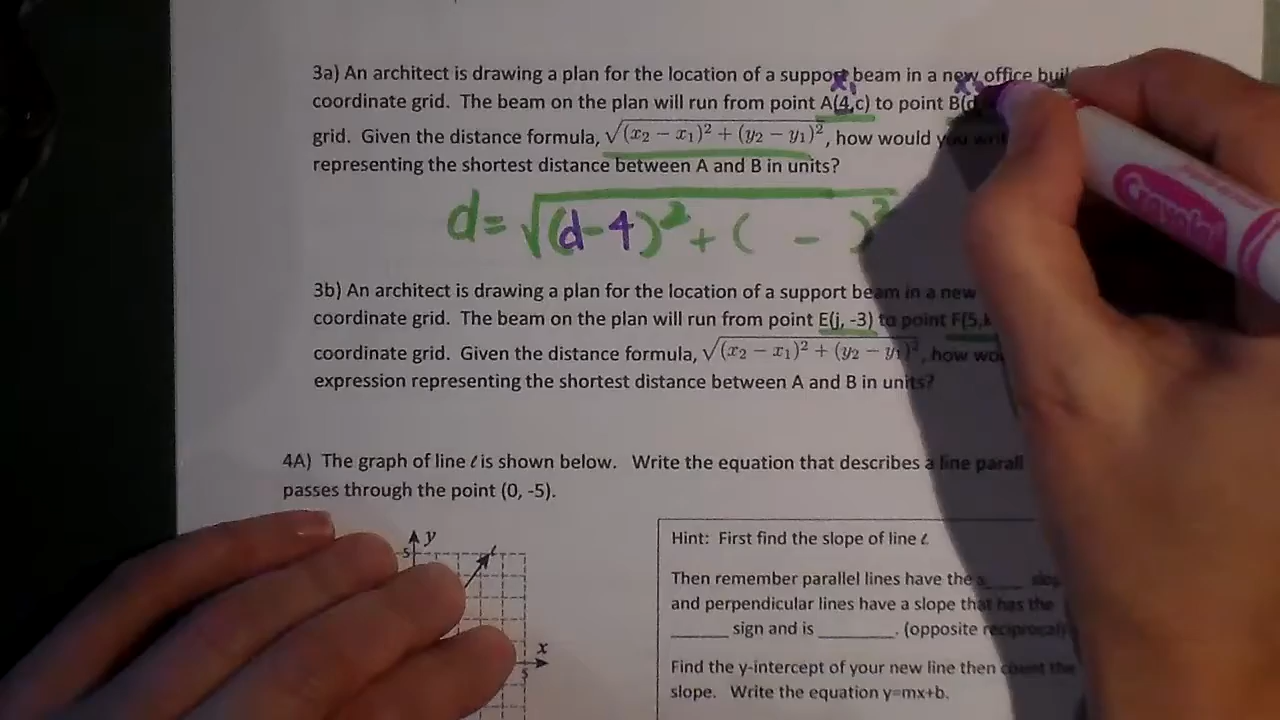 3a) An architect is drawing a plan for the location of a support beam in a new office
x₁
coordinate grid. The beam on the plan will run from point A(4,c) to point B(d
grid. Given the distance formula, √(x₂ − x₁)² + (y₂ − y₁)², how would you
representing the shortest distance between A and B in units?
d = √(d-4)² + ( - )²
3b) An architect is drawing a plan for the location of a support beam in a new
coordinate grid. The beam on the plan will run from point E(j, -3) to point F(5,
coordinate grid. Given the distance formula, √(x₂ − x₁)² + (y₂ − y₁)², how
expression representing the shortest distance between A and B in units?
4A) The graph of line ℓ is shown below. Write the equation that describes a line
passes through the point (0, -5).
5 y
ℓ
x
5
Hint: First find the slope of line ℓ
Then remember parallel lines have the s____
and perpendicular lines have a slope that has the
______ sign and is ________. (opposite reciprocal)
Find the y-intercept of your new line then count the
slope. Write the equation y=mx+b.
Crayola